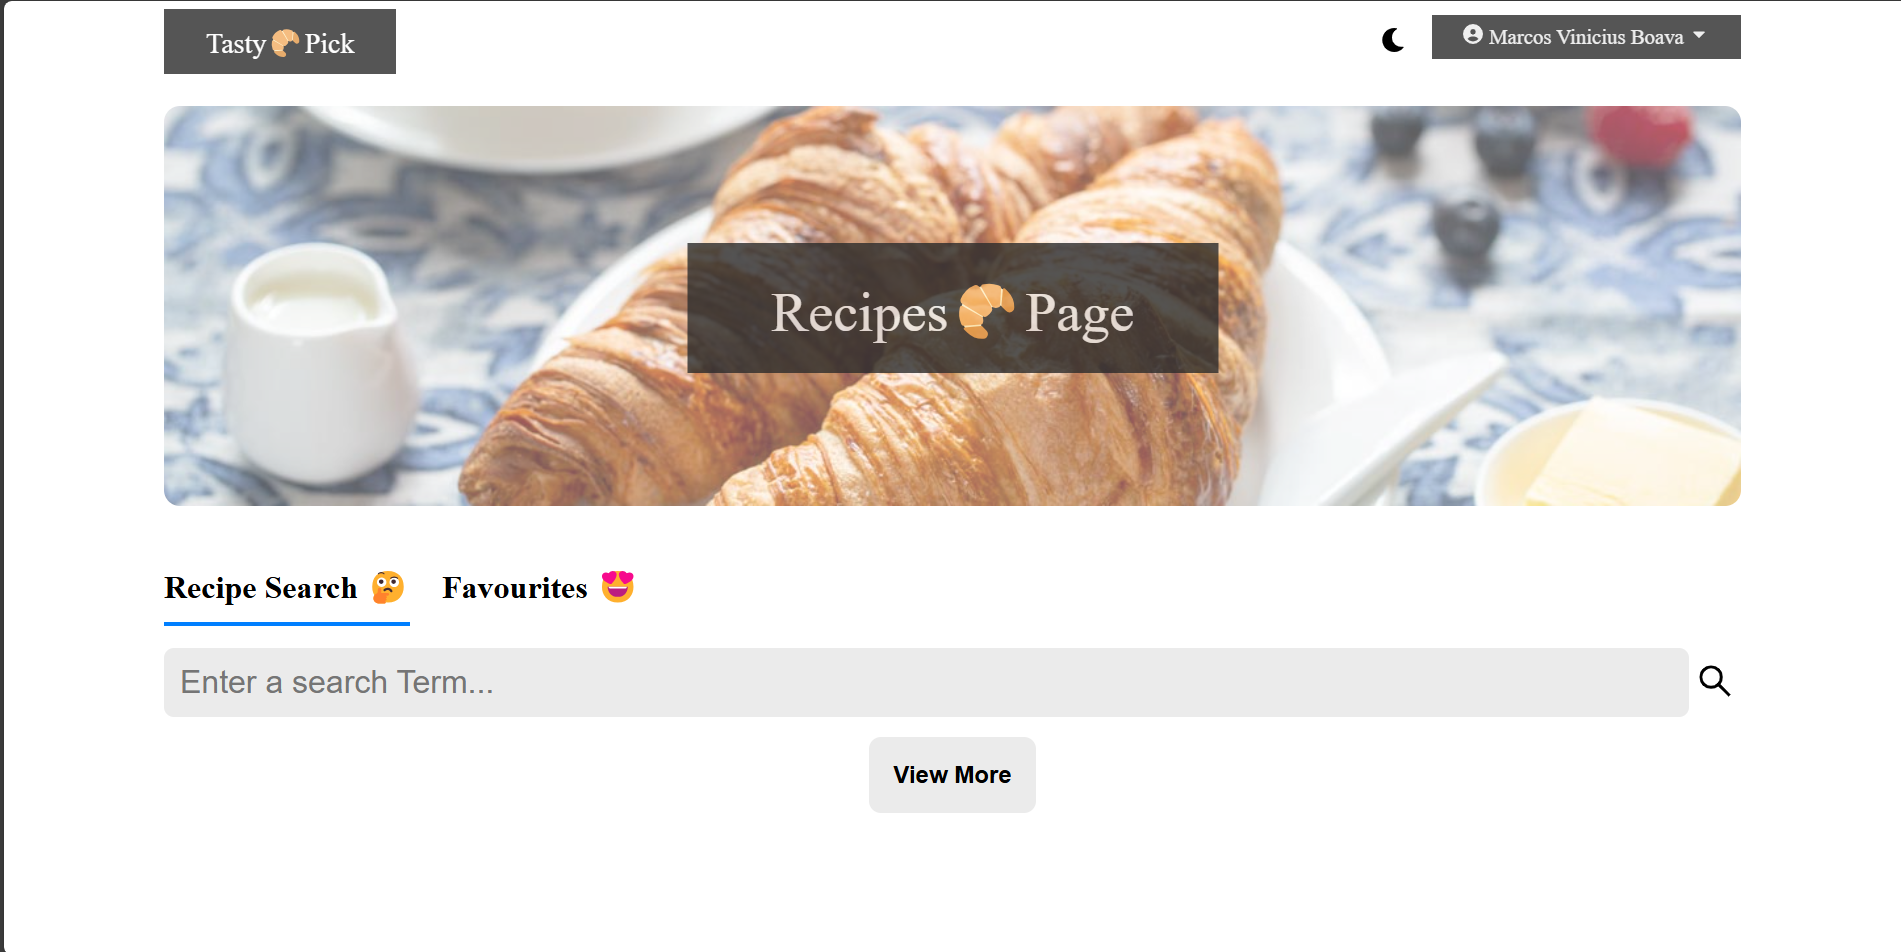 Tasty🥐Pick
Marcos Vinicius Boava
Recipes🥐Page
Recipe Search 🤔
Favourites 😍
Enter a search Term...
View More